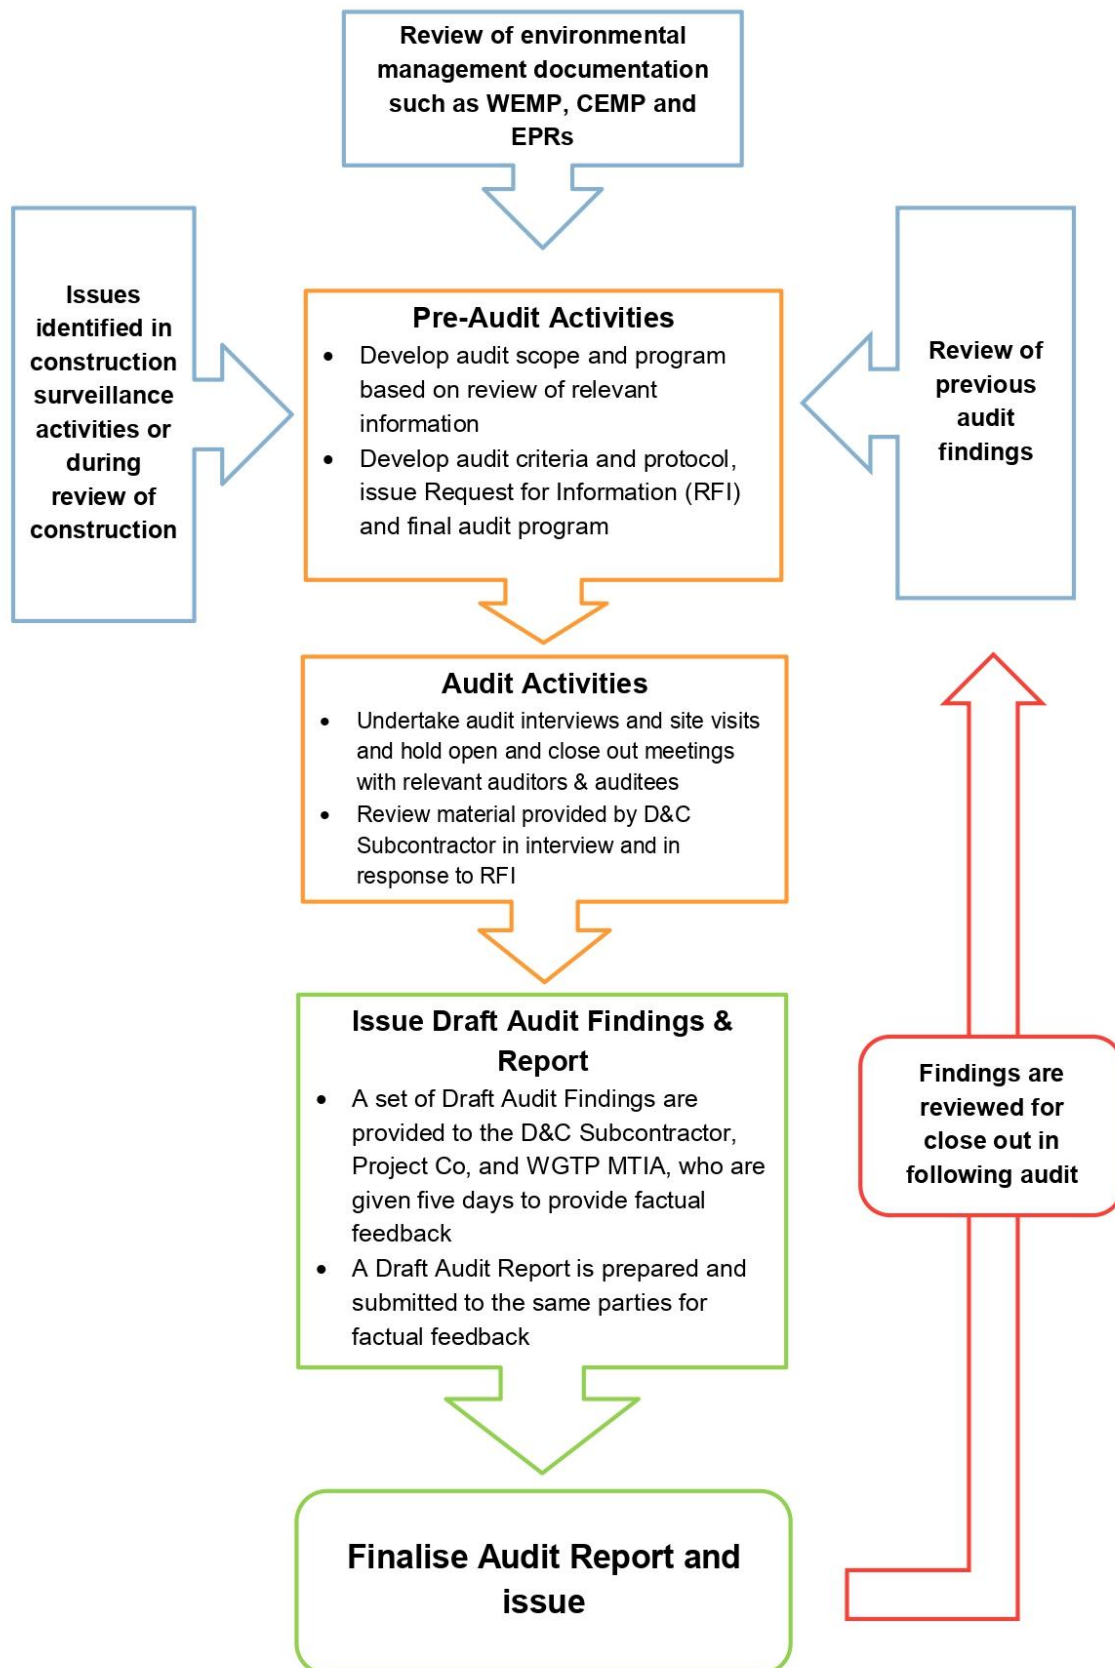 Review of environmental
management documentation
such as WEMP, CEMP and
EPRs
Issues
identified in
construction
surveillance
activities or
during
review of
construction
Pre-Audit Activities
• Develop audit scope and program
based on review of relevant
information
• Develop audit criteria and protocol,
issue Request for Information (RFI)
and final audit program
Review of
previous
audit
findings
Audit Activities
• Undertake audit interviews and site visits
and hold open and close out meetings
with relevant auditors & auditees
• Review material provided by D&C
Subcontractor in interview and in
response to RFI
Issue Draft Audit Findings &
Report
• A set of Draft Audit Findings are
provided to the D&C Subcontractor,
Project Co, and WGTP MTIA, who are
given five days to provide factual
feedback
• A Draft Audit Report is prepared and
submitted to the same parties for
factual feedback
Findings are
reviewed for
close out in
following audit
Finalise Audit Report and
issue